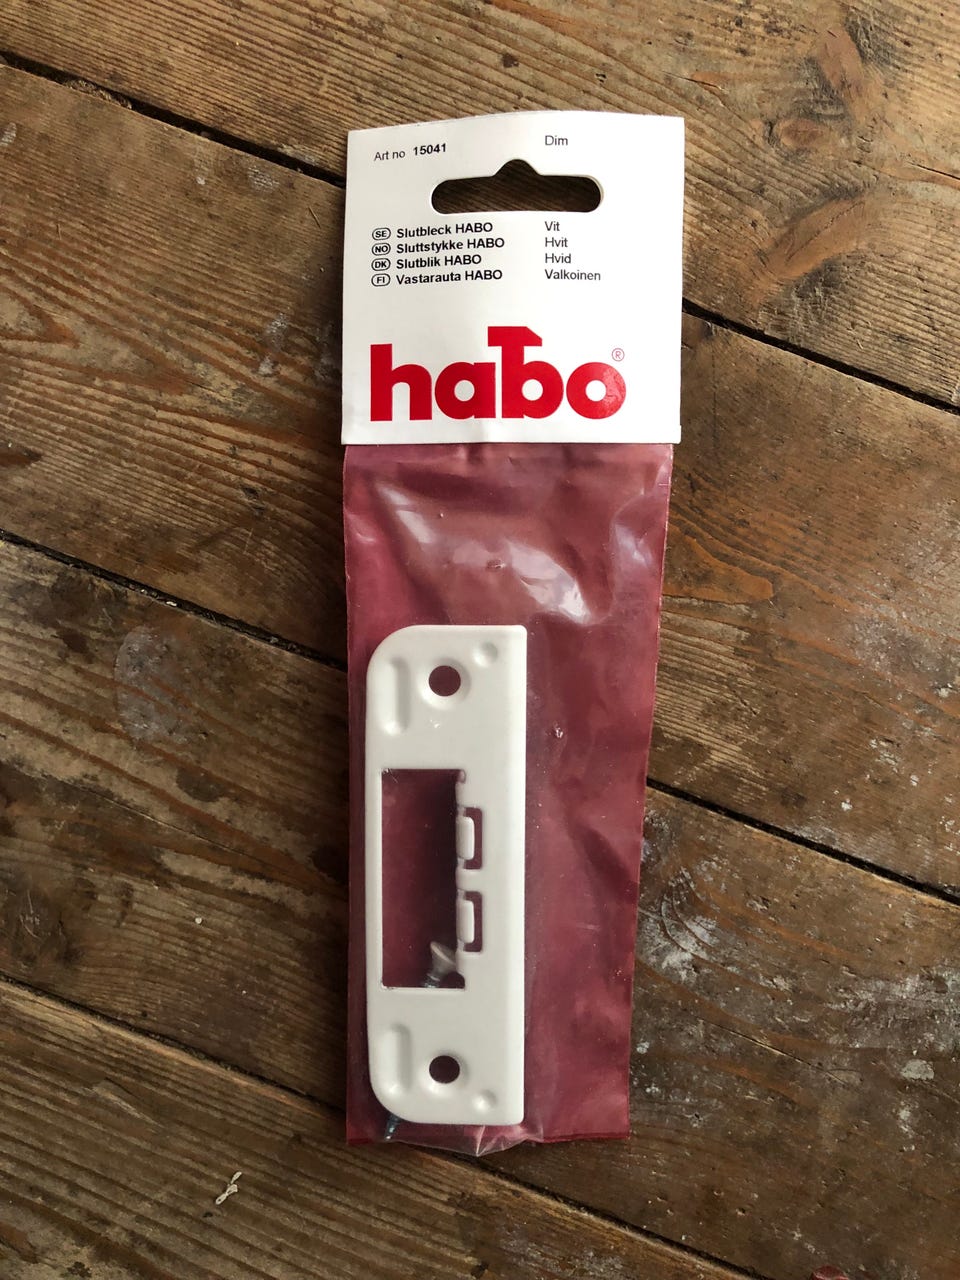 Art no 15041 Dim
SE Slutbleck HABO Vit
NO Sluttstykke HABO Hvit
DK Slutblik HABO Hvid
FI Vastarauta HABO Valkoinen
habo®